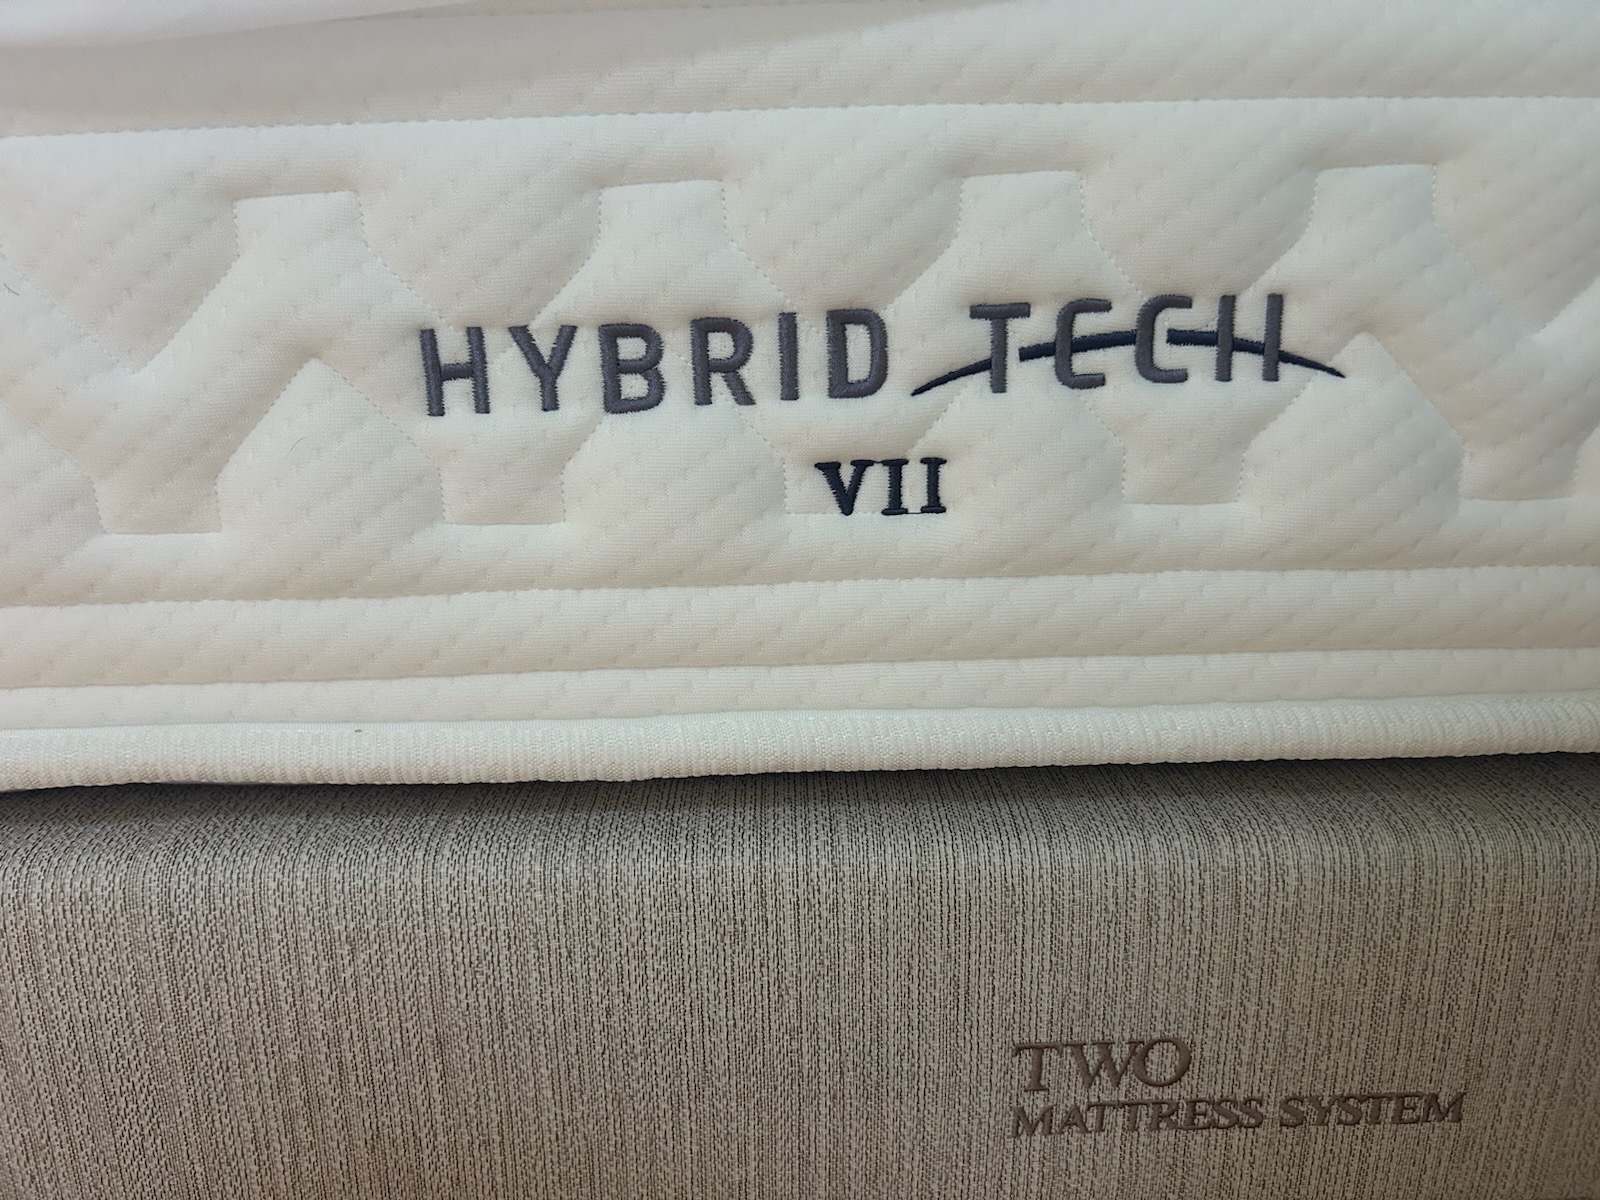 HYBRID TECH
VII
TWO
MATTRESS SYSTEM